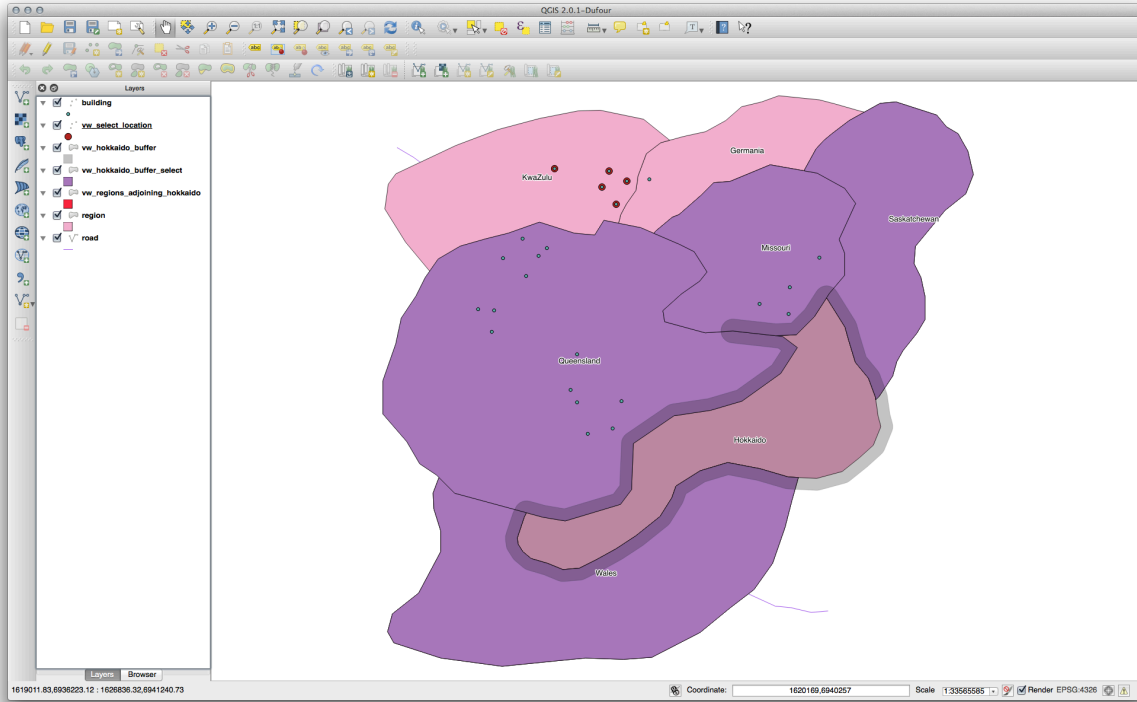 QGIS 2.0.1-Dufour
Layers
building
vw_select_location
vw_hokkaido_buffer
vw_hokkaido_buffer_select
vw_regions_adjoining_hokkaido
region
road
Germania
KwaZulu
Saskatchewan
Missouri
Queensland
Hokkaido
Wales
Layers Browser
1619011.83,6936223.12 : 1626836.32,6941240.73
Coordinate: 1620169,6940257
Scale 1:33565585
Render EPSG:4326